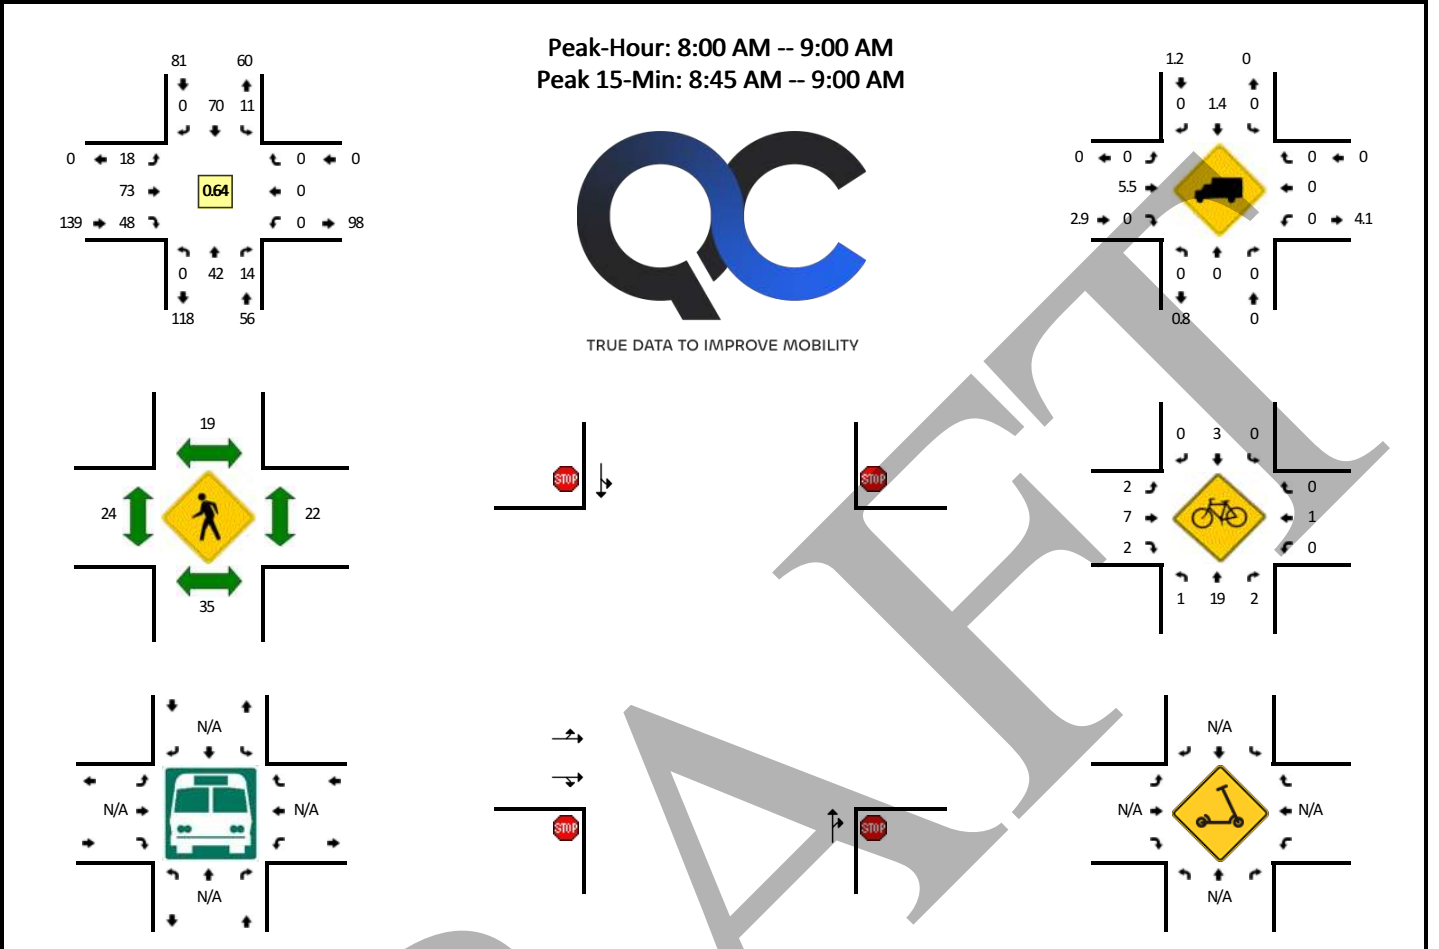 Peak-Hour: 8:00 AM -- 9:00 AM
Peak 15-Min: 8:45 AM -- 9:00 AM
81 60
0 70 11
0 18 0 0
73 0.64 0
139 48 0 98
0 42 14
118 56
QC
TRUE DATA TO IMPROVE MOBILITY
1.2 0
0 1.4 0
0 0 0 0
5.5 0
2.9 0 0 4.1
0 0 0
0.8 0
19
24 22
35
STOP STOP
STOP STOP
0 3 0
2 0
7 1
2 0
1 19 2
N/A
N/A N/A
N/A
N/A
N/A N/A
N/A
AFT